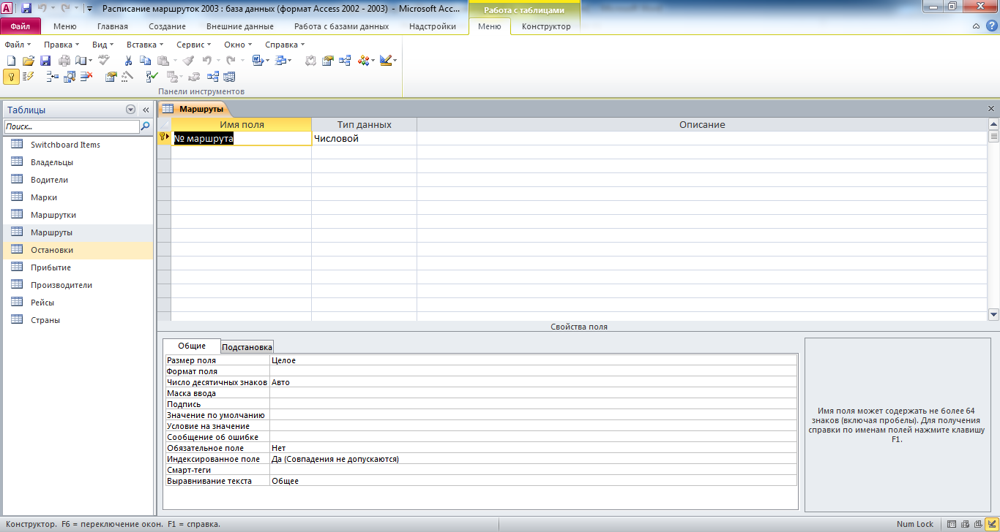 Расписание маршруток 2003 : база данных (формат Access 2002 - 2003) - Microsoft Acc...
Работа с таблицами
Файл Меню Главная Создание Внешние данные Работа с базами данных Надстройки Меню Конструктор
Файл Правка Вид Вставка Сервис Окно Справка
Панели инструментов
Таблицы
Поиск...
Switchboard Items
Владельцы
Водители
Марки
Маршрутки
Маршруты
Остановки
Прибытие
Производители
Рейсы
Страны
Маршруты
Имя поля Тип данных Описание
№ маршрута Числовой
Свойства поля
Общие Подстановка
Размер поля Целое
Формат поля
Число десятичных знаков Авто
Маска ввода
Подпись
Значение по умолчанию
Условие на значение
Сообщение об ошибке
Обязательное поле Нет
Индексированное поле Да (Совпадения не допускаются)
Смарт-теги
Выравнивание текста Общее
Имя поля может содержать не более 64
знаков (включая пробелы). Для получения
справки по именам полей нажмите клавишу
F1.
Конструктор. F6 = переключение окон. F1 = справка.
Num Lock